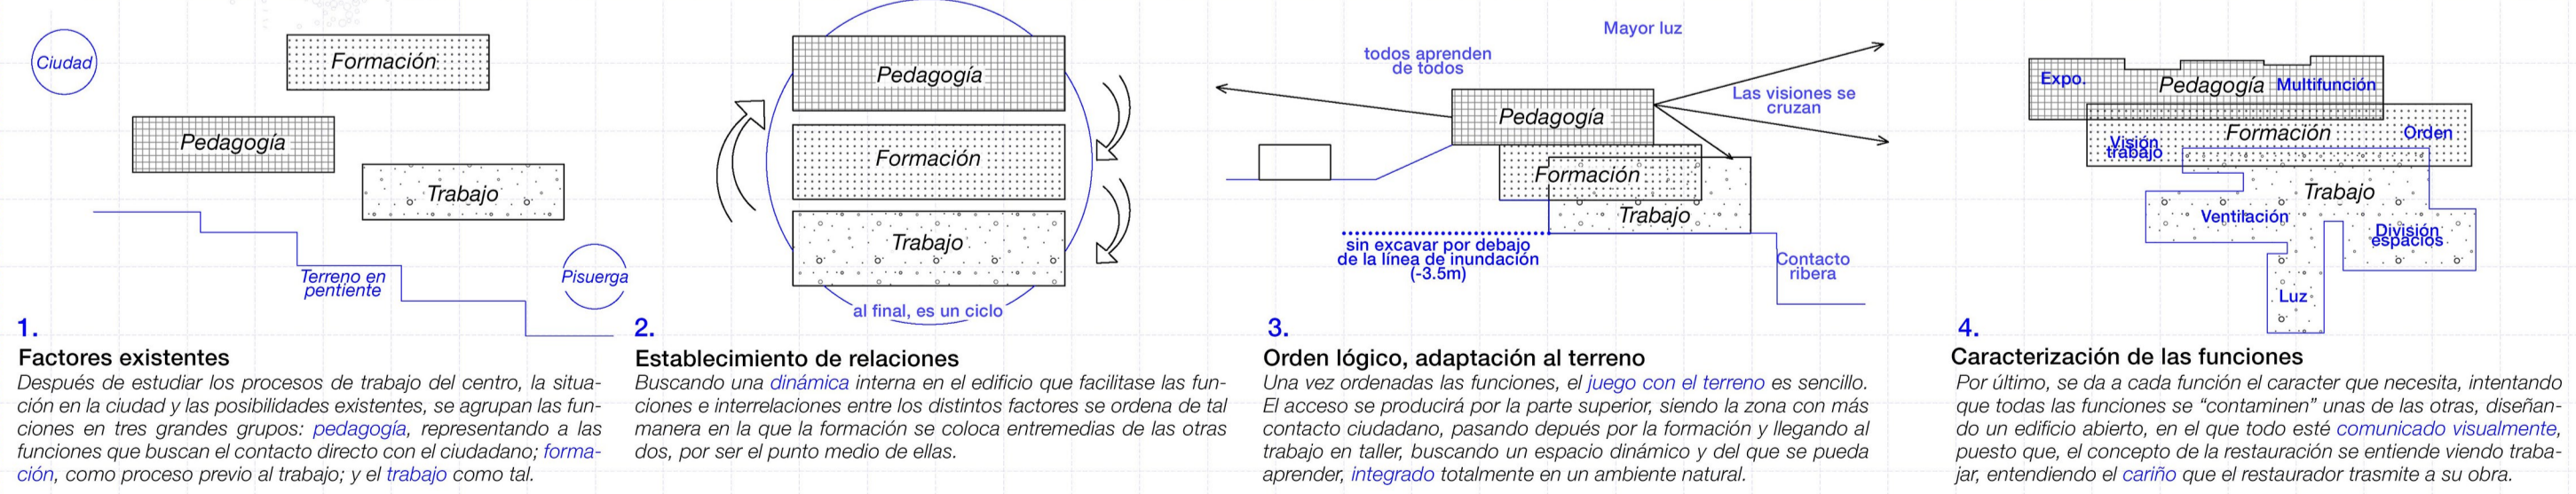 Ciudad
Formación
Pedagogía
Trabajo
Terreno en
pentiente
Pisuerga
1.
Factores existentes
Después de estudiar los procesos de trabajo del centro, la situa-
ción en la ciudad y las posibilidades existentes, se agrupan las fun-
ciones en tres grandes grupos: pedagogía, representando a las
funciones que buscan el contacto directo con el ciudadano; forma-
ción, como proceso previo al trabajo; y el trabajo como tal.
Pedagogía
Formación
Trabajo
al final, es un ciclo
2.
Establecimiento de relaciones
Buscando una dinámica interna en el edificio que facilitase las fun-
ciones e interrelaciones entre los distintos factores se ordena de tal
manera en la que la formación se coloca entremedias de las otras
dos, por ser el punto medio de ellas.
Mayor luz
todos aprenden
de todos
Las visiones se
cruzan
Pedagogía
Formación
Trabajo
sin excavar por debajo
de la línea de inundación
(-3.5m)
Contacto
ribera
3.
Orden lógico, adaptación al terreno
Una vez ordenadas las funciones, el juego con el terreno es sencillo.
El acceso se producirá por la parte superior, siendo la zona con más
contacto ciudadano, pasando depués por la formación y llegando al
trabajo en taller, buscando un espacio dinámico y del que se pueda
aprender, integrado totalmente en un ambiente natural.
Expo.
Pedagogía
Multifunción
Formación
Orden
Visión
trabajo
Trabajo
Ventilación
División
espacios
Luz
4.
Caracterización de las funciones
Por último, se da a cada función el caracter que necesita, intentando
que todas las funciones se “contaminen” unas de las otras, diseñan-
do un edificio abierto, en el que todo esté comunicado visualmente,
puesto que, el concepto de la restauración se entiende viendo traba-
jar, entendiendo el cariño que el restaurador trasmite a su obra.